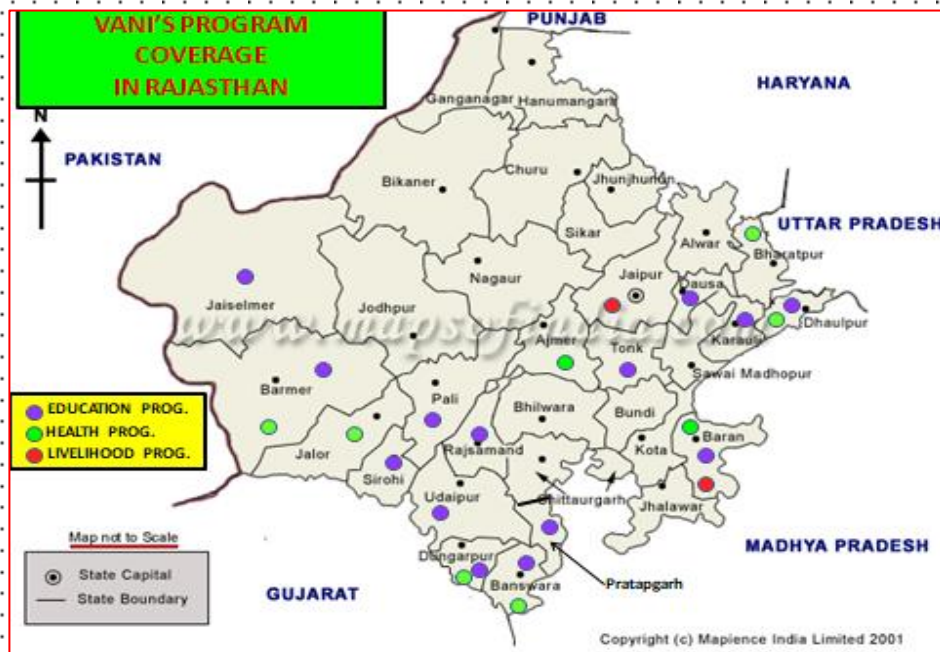 VANI'S PROGRAM
COVERAGE
IN RAJASTHAN
PUNJAB
HARYANA
N
PAKISTAN
Ganganagar
Hanumangarh
Bikaner
Churu
Jhunjhunun
Sikar
Alwar
UTTAR PRADESH
Bharatpur
Nagaur
Jaipur
Dausa
Jaiselmer
Jodhpur
www.mapsofindia.com
Dhaulpur
Ajmer
Tonk
Karauli
Sawai Madhopur
Barmer
Pali
Bhilwara
Bundi
EDUCATION PROG.
HEALTH PROG.
LIVELIHOOD PROG.
Jalor
Rajsamand
Kota
Baran
Sirohi
Udaipur
Chittaurgarh
Jhalawar
Map not to Scale
Dungarpur
MADHYA PRADESH
State Capital
State Boundary
GUJARAT
Banswara
Pratapgarh
Copyright (c) Mapience India Limited 2001